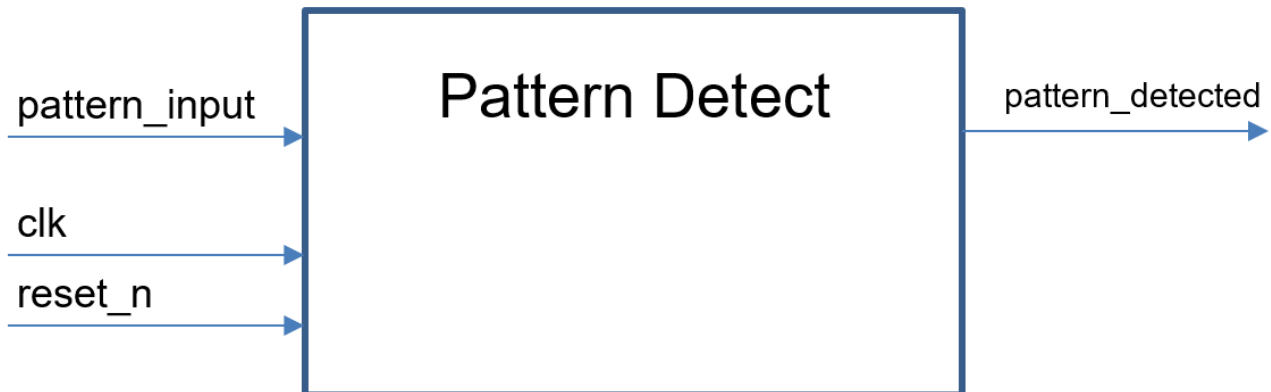 Pattern Detect
pattern_input
pattern_detected
clk
reset_n